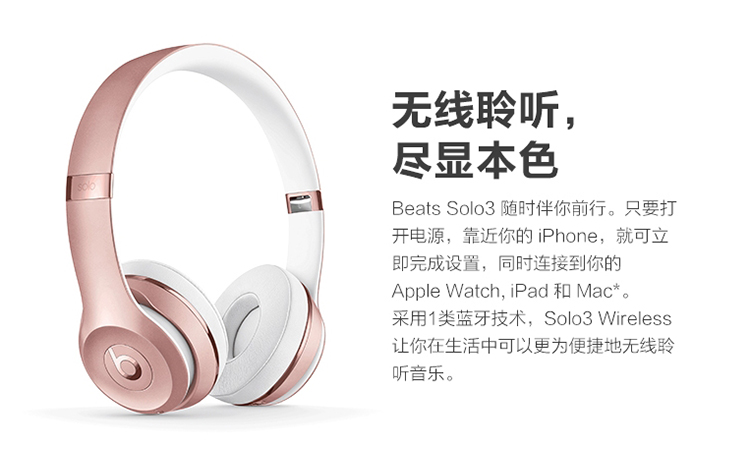 无线聆听，
尽显本色
Beats Solo3 随时伴你前行。只要打
开电源，靠近你的 iPhone，就可立
即完成设置，同时连接到你的
Apple Watch, iPad 和 Mac*。
采用1类蓝牙技术，Solo3 Wireless
让你在生活中可以更为便捷地无线聆
听音乐。
solo
b